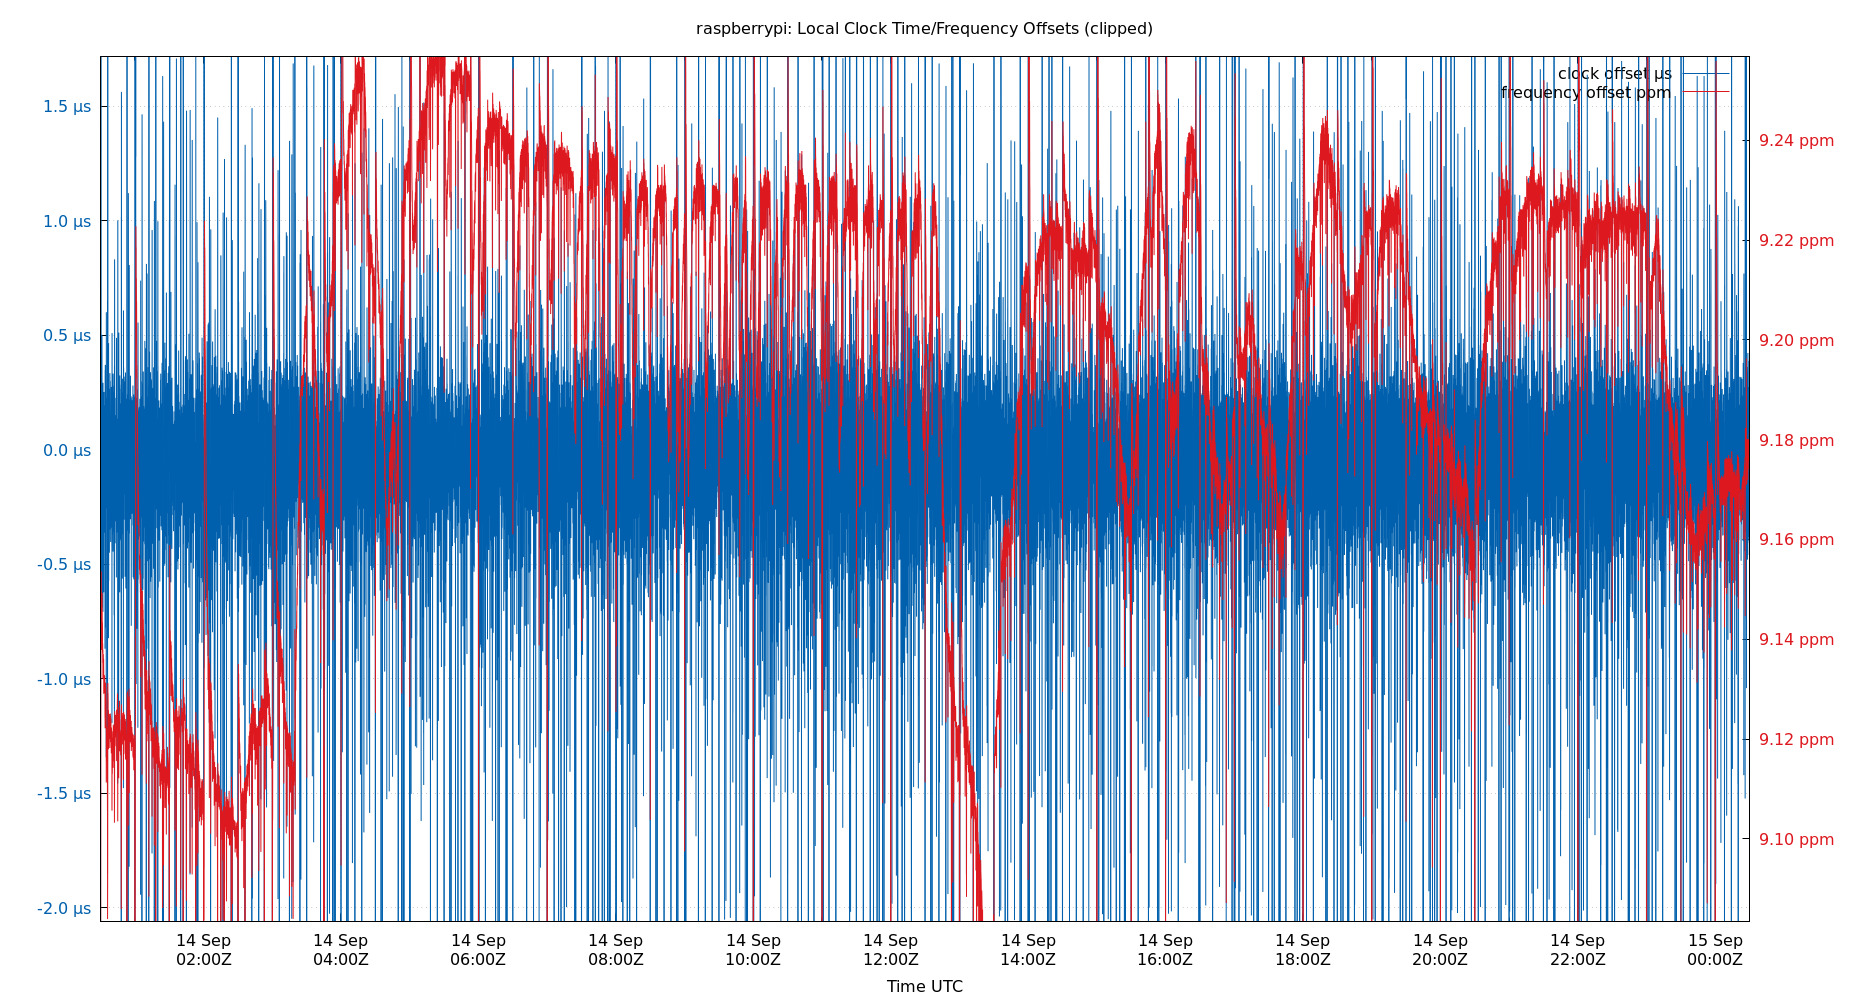 raspberrypi: Local Clock Time/Frequency Offsets (clipped)
clock offset µs
frequency offset ppm
1.5 µs
1.0 µs
0.5 µs
0.0 µs
-0.5 µs
-1.0 µs
-1.5 µs
-2.0 µs
9.24 ppm
9.22 ppm
9.20 ppm
9.18 ppm
9.16 ppm
9.14 ppm
9.12 ppm
9.10 ppm
14 Sep 14 Sep 14 Sep 14 Sep 14 Sep 14 Sep 14 Sep 14 Sep 14 Sep 14 Sep 14 Sep 15 Sep
02:00Z 04:00Z 06:00Z 08:00Z 10:00Z 12:00Z 14:00Z 16:00Z 18:00Z 20:00Z 22:00Z 00:00Z
Time UTC